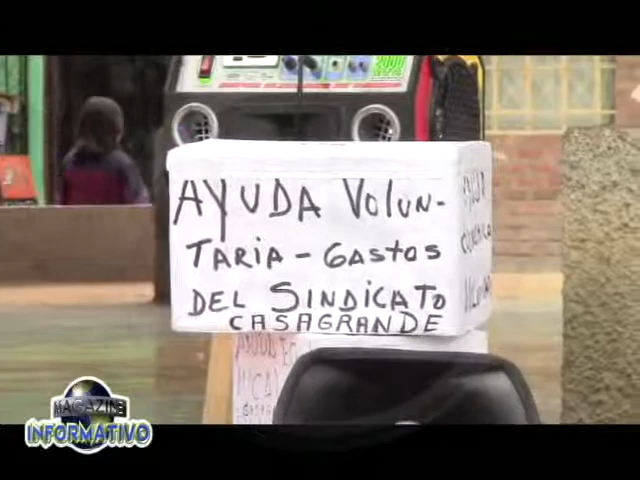 AYUDA VOLUN-
TARIA - GASTOS
DEL SINDICATO
CASAGRANDE
MAGAZINE
INFORMATIVO